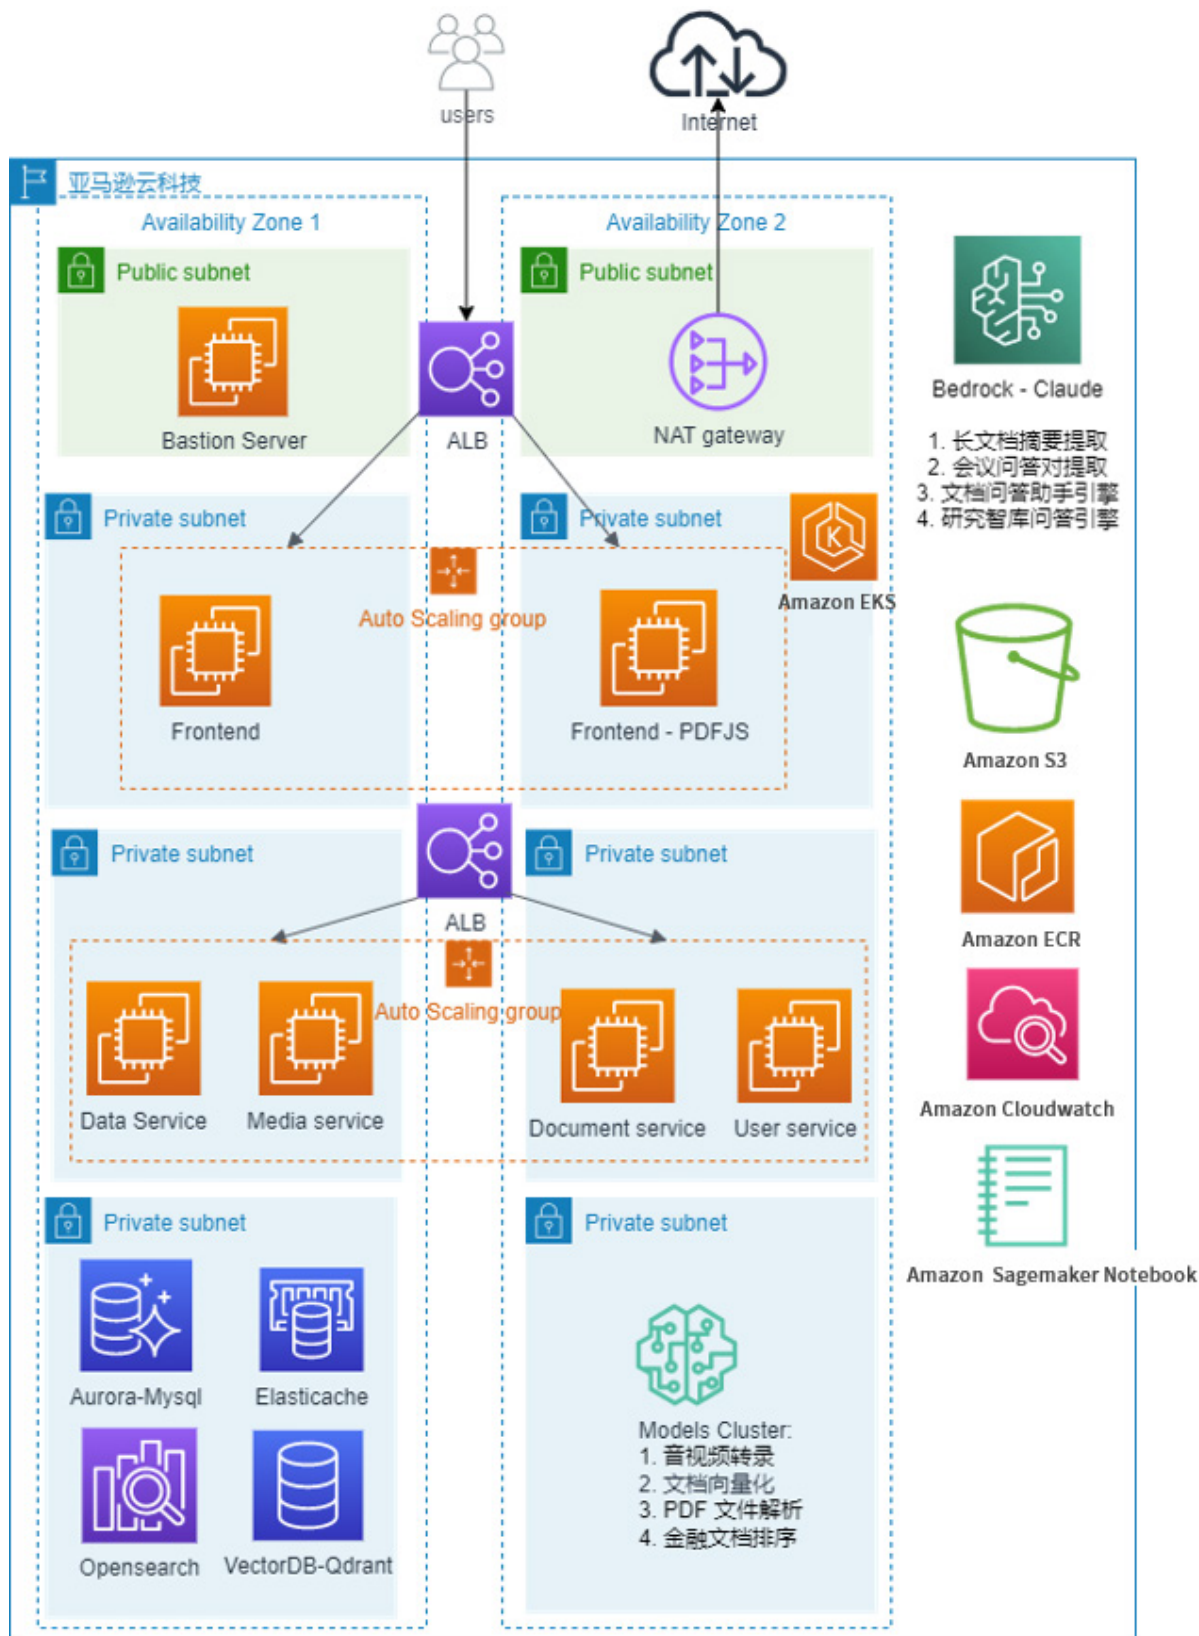 users
Internet
亚马逊云科技
Availability Zone 1
Availability Zone 2
Public subnet
Public subnet
Bastion Server
ALB
NAT gateway
Bedrock - Claude
1. 长文档摘要提取
2. 会议问答对提取
3. 文档问答助手引擎
4. 研究智库问答引擎
Private subnet
Private subnet
K
Amazon EKS
Auto Scaling group
Frontend
Frontend - PDFJS
Amazon S3
Private subnet
Private subnet
ALB
Amazon ECR
Auto Scaling group
Data Service
Media service
Document service
User service
Amazon Cloudwatch
Private subnet
Private subnet
Amazon Sagemaker Notebook
Aurora-Mysql
Elasticache
Opensearch
VectorDB-Qdrant
Models Cluster:
1. 音视频转录
2. 文档向量化
3. PDF 文件解析
4. 金融文档排序